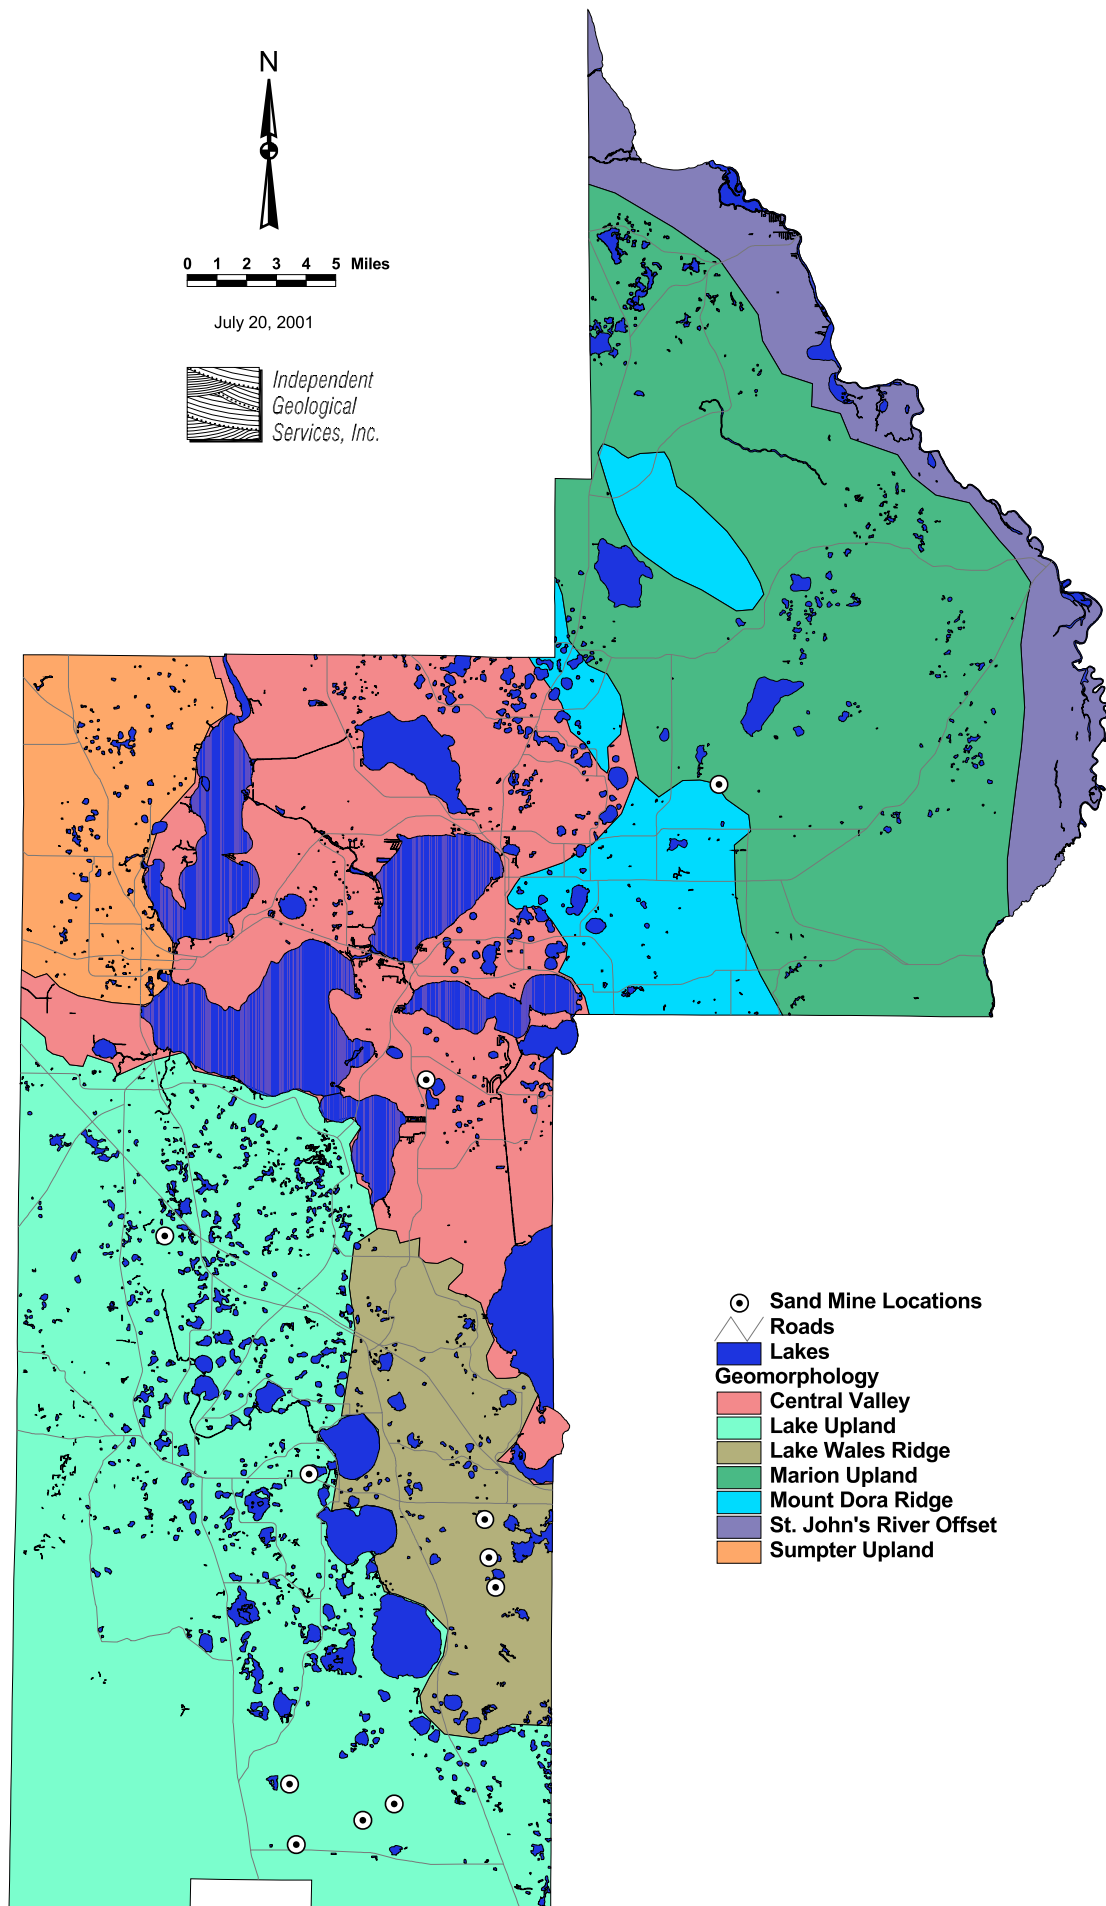 N
0 1 2 3 4 5 Miles
July 20, 2001
Independent
Geological
Services, Inc.
Sand Mine Locations
Roads
Lakes
Geomorphology
Central Valley
Lake Upland
Lake Wales Ridge
Marion Upland
Mount Dora Ridge
St. John's River Offset
Sumpter Upland